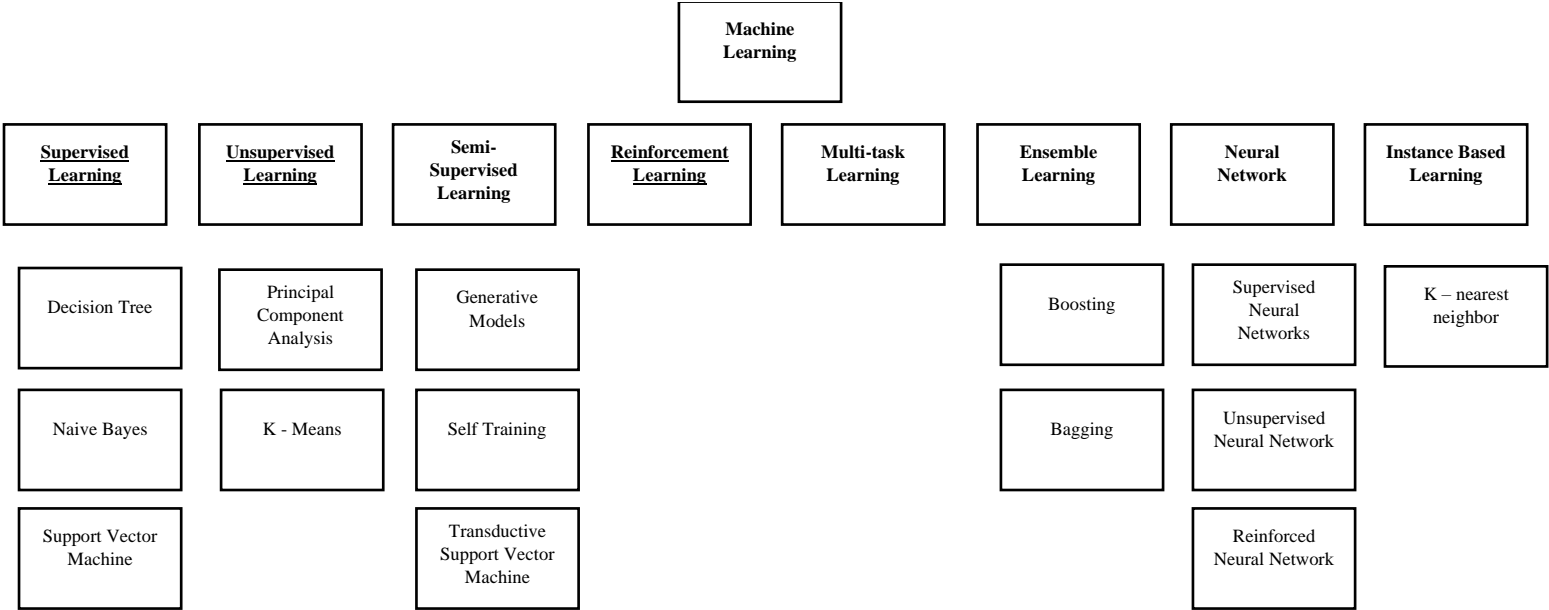 Machine
Learning
Supervised
Learning
Unsupervised
Learning
Semi-
Supervised
Learning
Reinforcement
Learning
Multi-task
Learning
Ensemble
Learning
Neural
Network
Instance Based
Learning
Decision Tree
Principal
Component
Analysis
Generative
Models
Boosting
Supervised
Neural
Networks
K – nearest
neighbor
Naive Bayes
K - Means
Self Training
Bagging
Unsupervised
Neural Network
Support Vector
Machine
Transductive
Support Vector
Machine
Reinforced
Neural Network